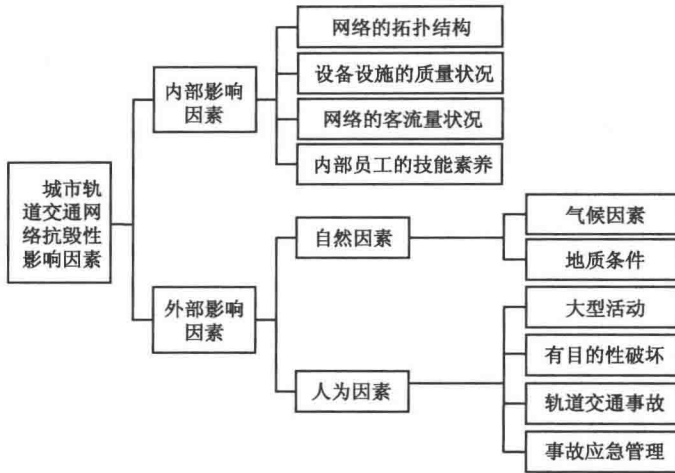 城市轨
道交通网
络抗毁性
影响因素
内部影响
因素
网络的拓扑结构
设备设施的质量状况
网络的客流量状况
内部员工的技能素养
外部影响
因素
自然因素
气候因素
地质条件
人为因素
大型活动
有目的性破坏
轨道交通事故
事故应急管理